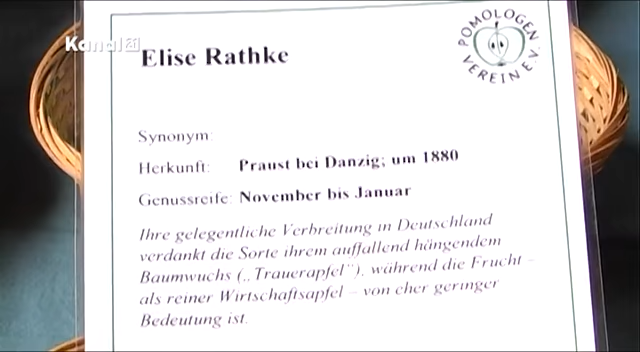 Kanal 21
POMOLOGEN VEREIN E.V.
Elise Rathke
Synonym:
Herkunft: Praust bei Danzig; um 1880
Genussreife: November bis Januar
Ihre gelegentliche Verbreitung in Deutschland
verdankt die Sorte ihrem auffallend hängendem
Baumwuchs („Trauerapfel"), während die Frucht –
als reiner Wirtschaftsapfel – von eher geringer
Bedeutung ist.